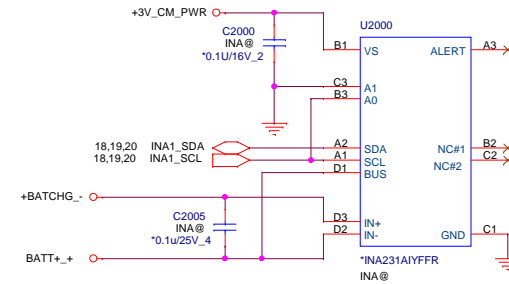 +3V_CM_PWR
C2000
INA@
*0.1U/16V_2
U2000
B1 VS ALERT A3
C3 A1
B3 A0
18,19,20 INA1_SDA A2 SDA NC#1 B2
18,19,20 INA1_SCL A1 SCL NC#2 C2
D1 BUS
+BATCHG_-
C2005
INA@
*0.1u/25V_4
D3 IN+
D2 IN- GND C1
BATT+_+
*INA231AIYFFR
INA@